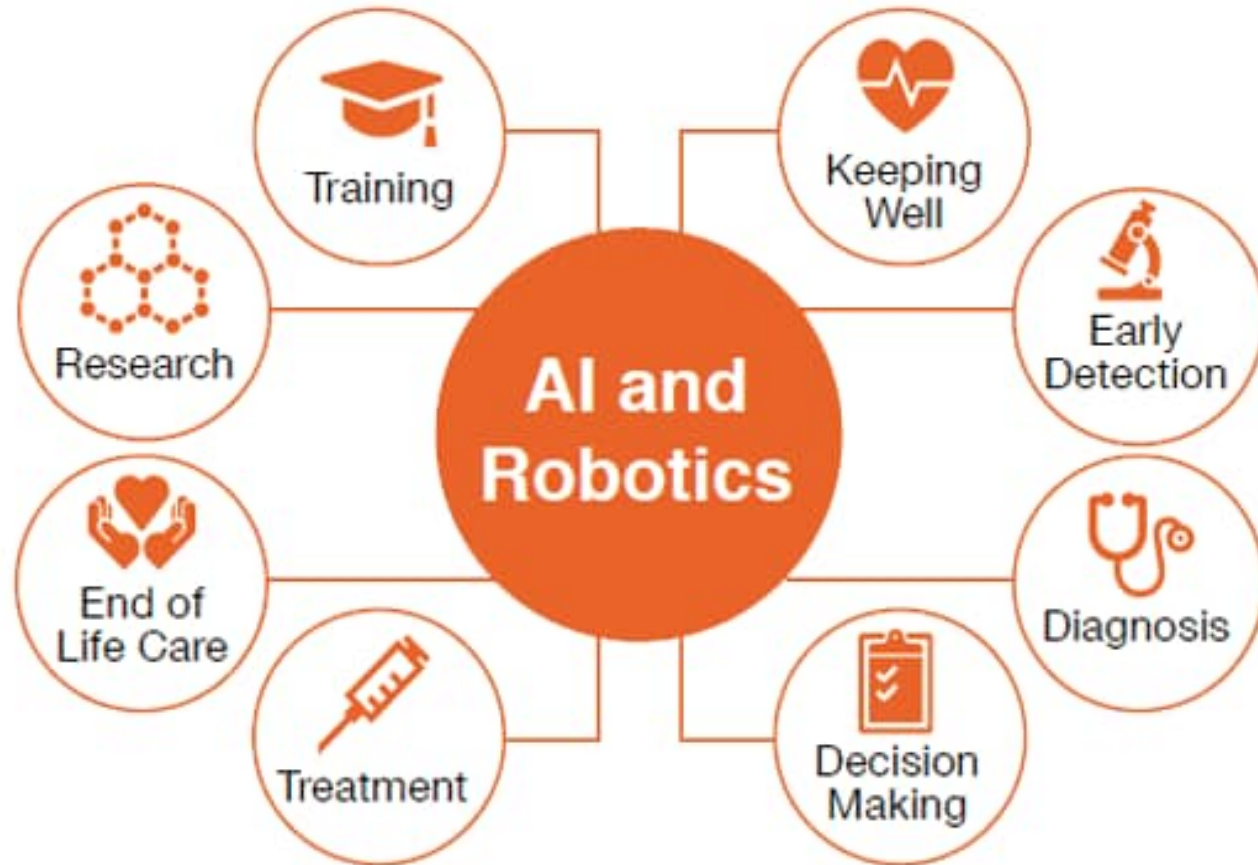 AI and
Robotics
Training
Keeping
Well
Research
Early
Detection
End of
Life Care
Diagnosis
Treatment
Decision
Making